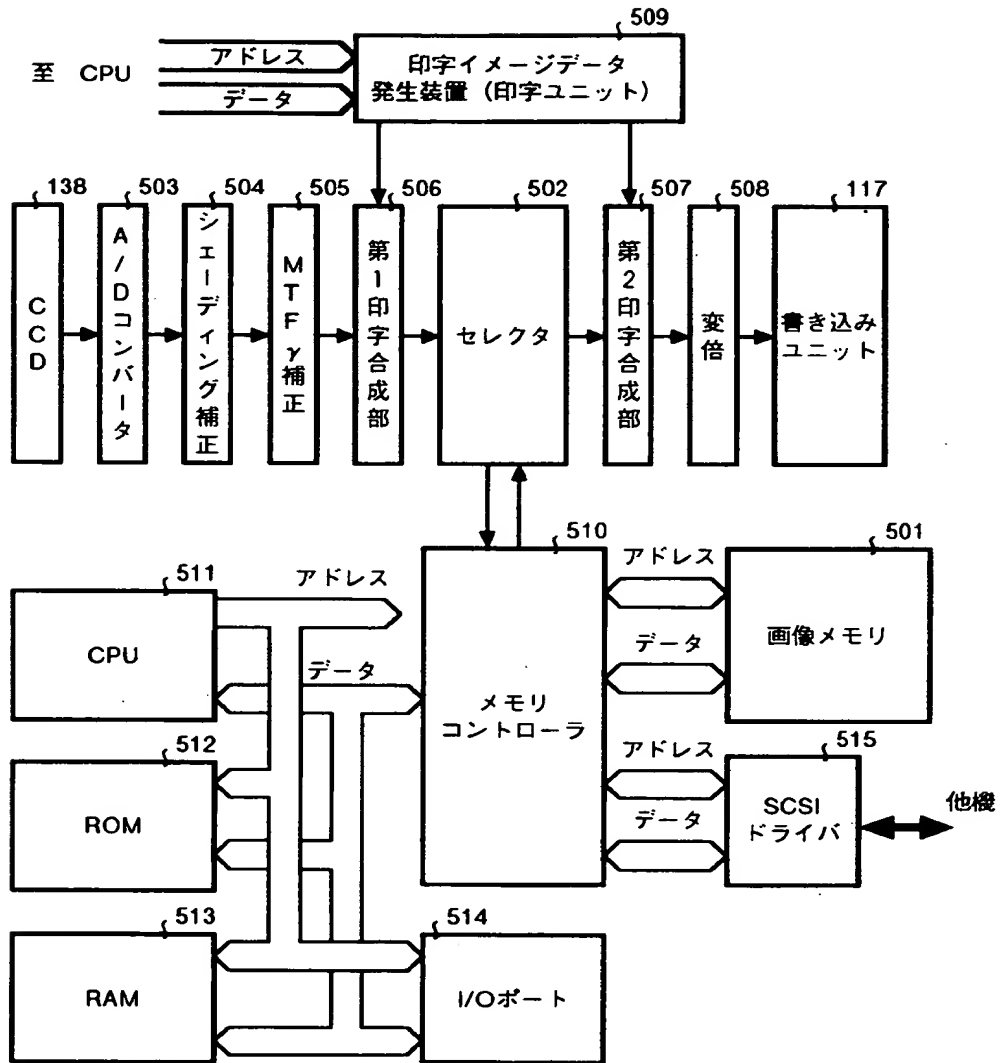 509
至 CPU
アドレス
データ
印字イメージデータ
発生装置（印字ユニット）
138
503
504
505
506
502
507
508
117
CCD
A/Dコンバータ
シェーディング補正
MTFγ補正
第1印字合成部
セレクタ
第2印字合成部
変倍
書き込み
ユニット
510
501
511
アドレス
アドレス
CPU
データ
データ
画像メモリ
メモリ
コントローラ
512
515
アドレス
ROM
データ
SCSI
ドライバ
他機
513
514
RAM
I/Oポート